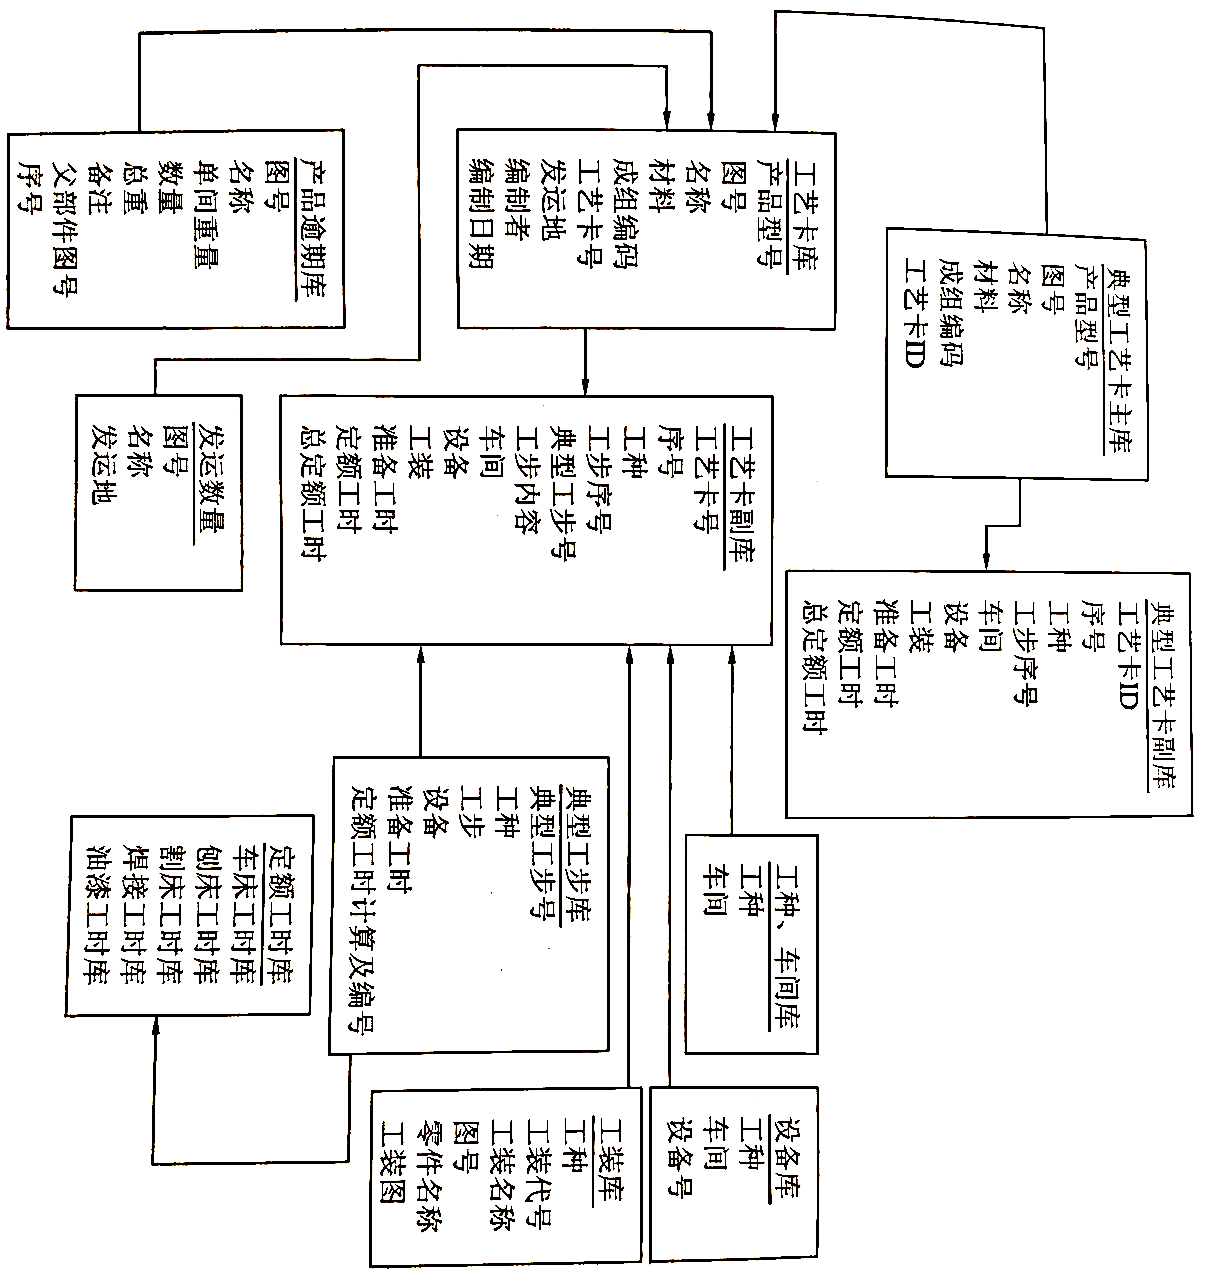 典型工艺卡主库
产品型号
图号
名称
材料
成组编码
工艺卡ID
典型工艺卡副库
工艺卡ID
序号
工种
工步序号
车间
设备
工装
准备工时
定额工时
总定额工时
工艺卡库
产品型号
图号
名称
材料
成组编码
工艺卡号
发运地
编制者
编制日期
工艺卡副库
工艺卡号
序号
工种
工步序号
典型工步号
工步内容
车间
设备
工装
准备工时
定额工时
总定额工时
工种、车间库
工种
车间
设备库
工种
车间
设备号
产品逾期库
图号
名称
单间重量
数量
总重
备注
父部件图号
序号
发运数量
图号
名称
发运地
典型工步库
典型工步号
工种
工步
设备
准备工时
定额工时计算及编号
工装库
工种
工装代号
工装名称
图号
零件名称
工装图
定额工时库
车床工时库
刨床工时库
割床工时库
焊接工时库
油漆工时库